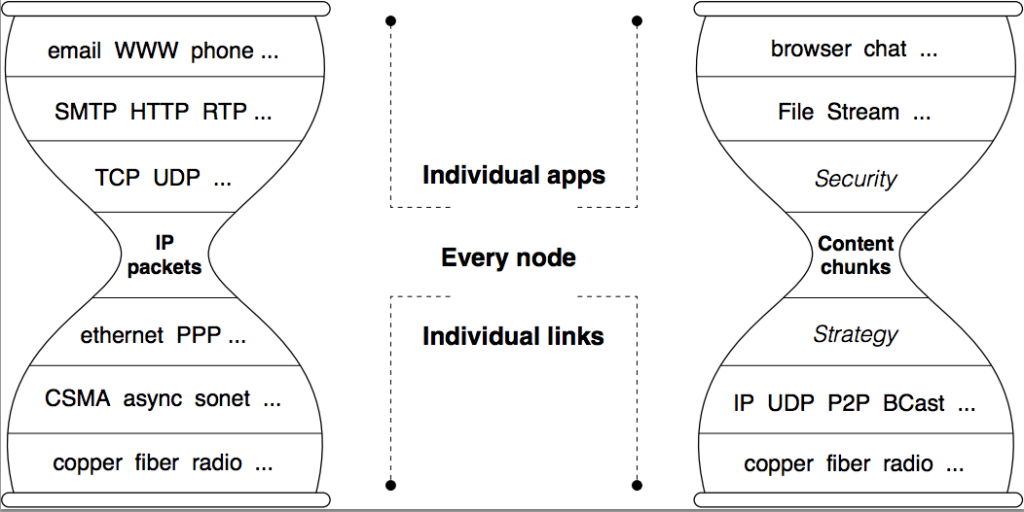 email WWW phone ...
SMTP HTTP RTP ...
TCP UDP ...
IP
packets
ethernet PPP ...
CSMA async sonet ...
copper fiber radio ...
Individual apps
Every node
Individual links
browser chat ...
File Stream ...
Security
Content
chunks
Strategy
IP UDP P2P BCast ...
copper fiber radio ...